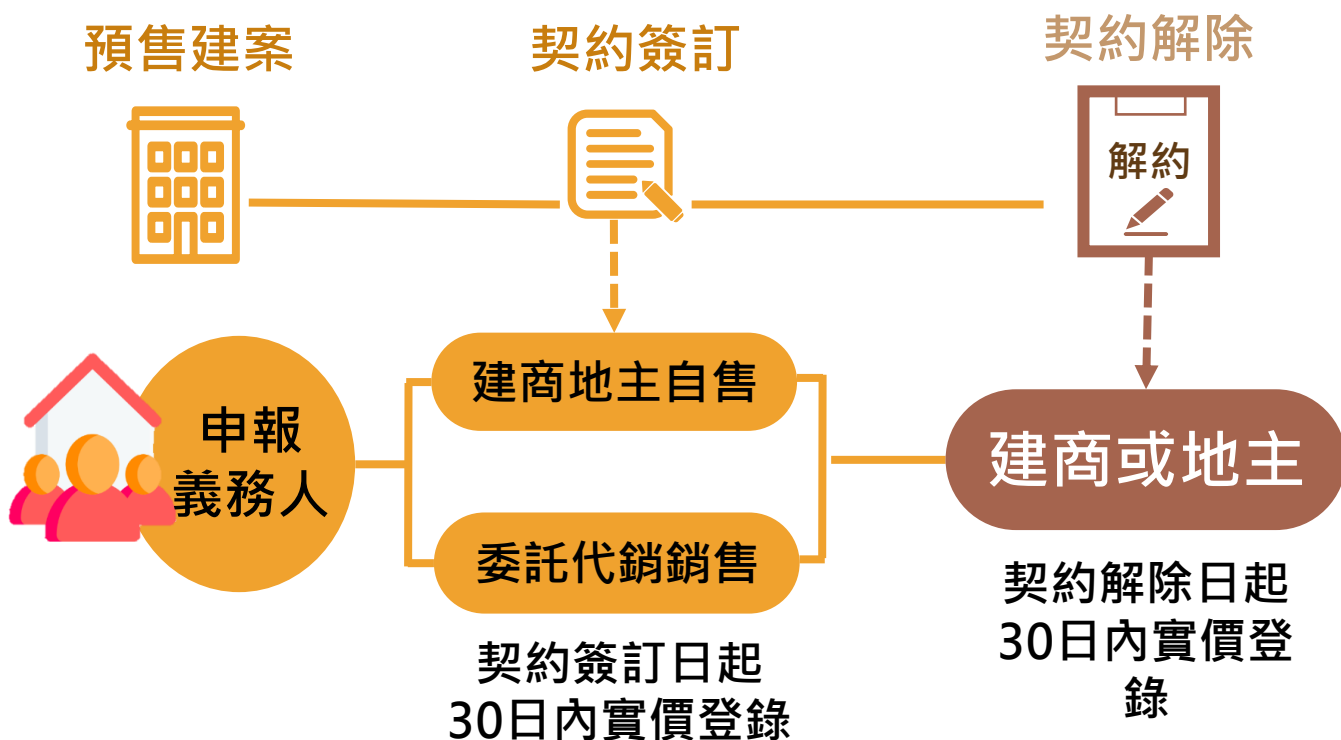 預售建案
契約簽訂
契約解除
解約
申報
義務人
建商地主自售
委託代銷銷售
建商或地主
契約簽訂日起
30日內實價登錄
契約解除日起
30日內實價登
錄